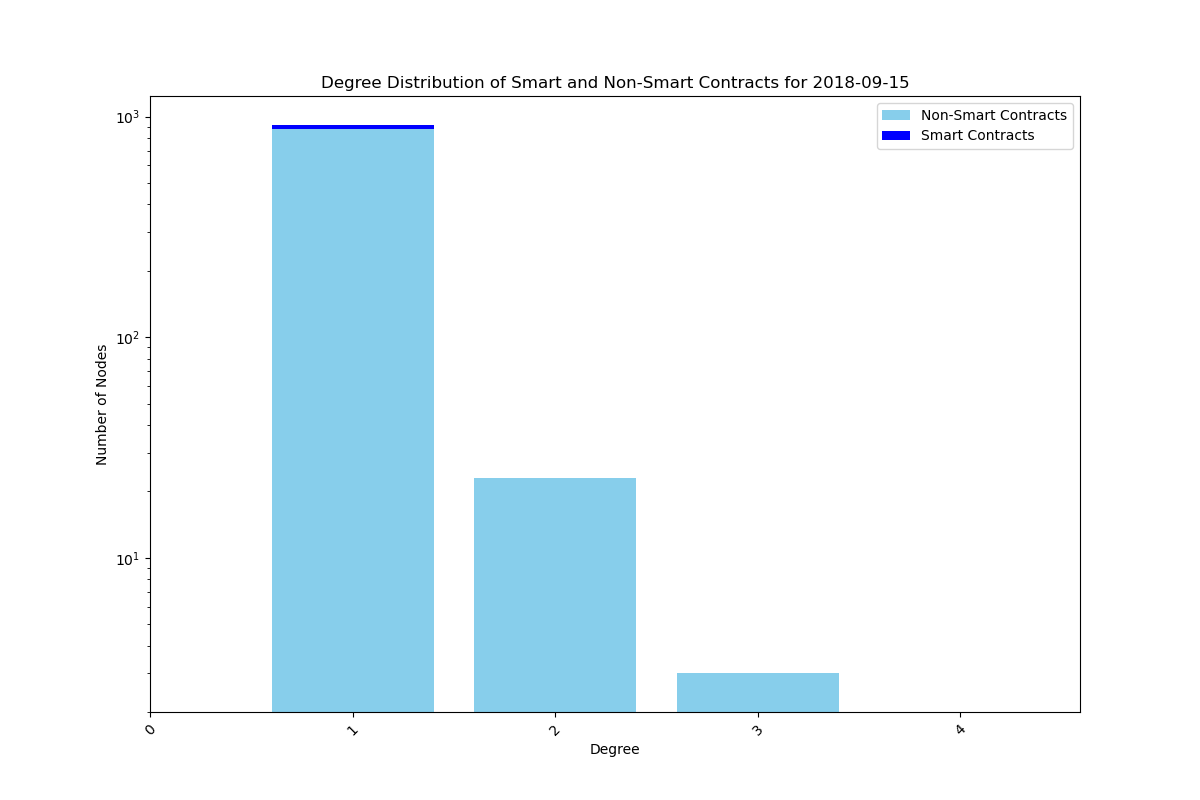 Degree Distribution of Smart and Non-Smart Contracts for 2018-09-15
Non-Smart Contracts
Smart Contracts
Number of Nodes
10³
10²
10¹
0 1 2 3 4
Degree